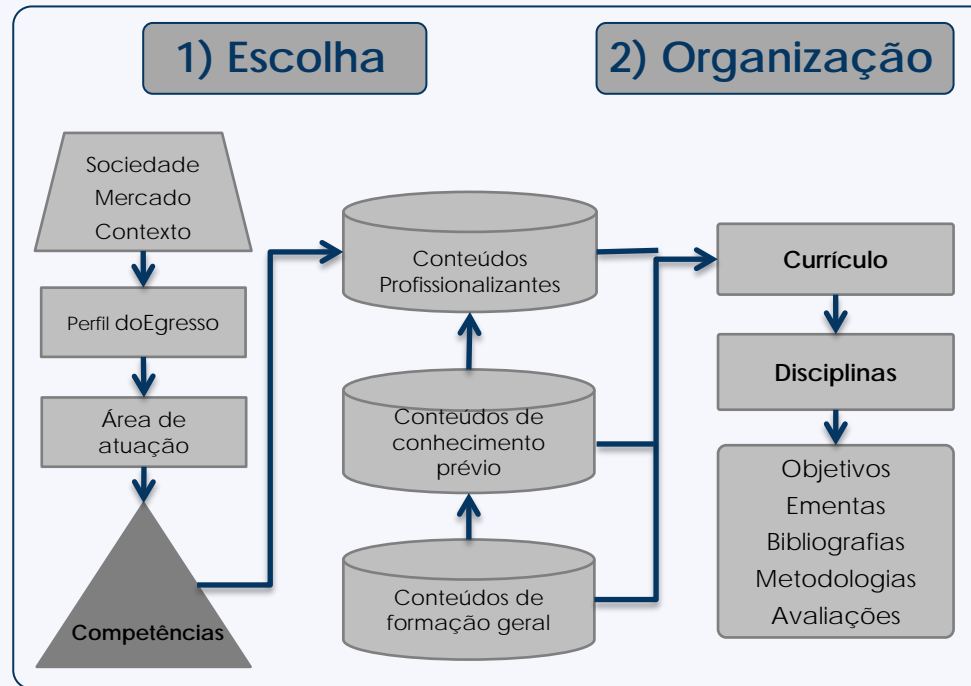 1) Escolha
2) Organização
Sociedade
Mercado
Contexto
Perfil doEgresso
Área de
atuação
Competências
Conteúdos
Profissionalizantes
Conteúdos de
conhecimento
prévio
Conteúdos de
formação geral
Currículo
Disciplinas
Objetivos
Ementas
Bibliografias
Metodologias
Avaliações